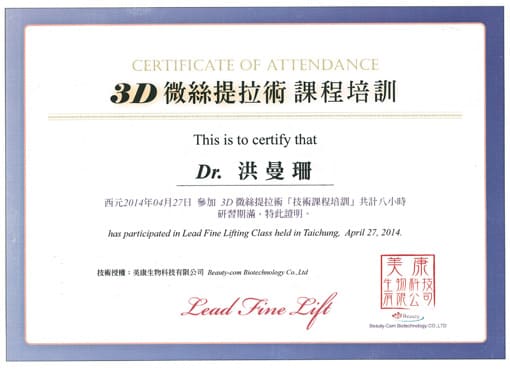 CERTIFICATE OF ATTENDANCE
3D 微絲提拉術 課程培訓
This is to certify that
Dr. 洪曼珊
西元2014年04月27日 參加 3D 微絲提拉術「技術課程培訓」共計八小時
研習期滿，特此證明。
has participated in Lead Fine Lifting Class held in Taichung, April 27, 2014.
技術授權：美康生物科技有限公司 Beauty-com Biotechnology Co.,Ltd
Lead Fine Lift
美康
生物科技
有限公司
Beauty
Beauty-Com Biotechnology CO.,LTD